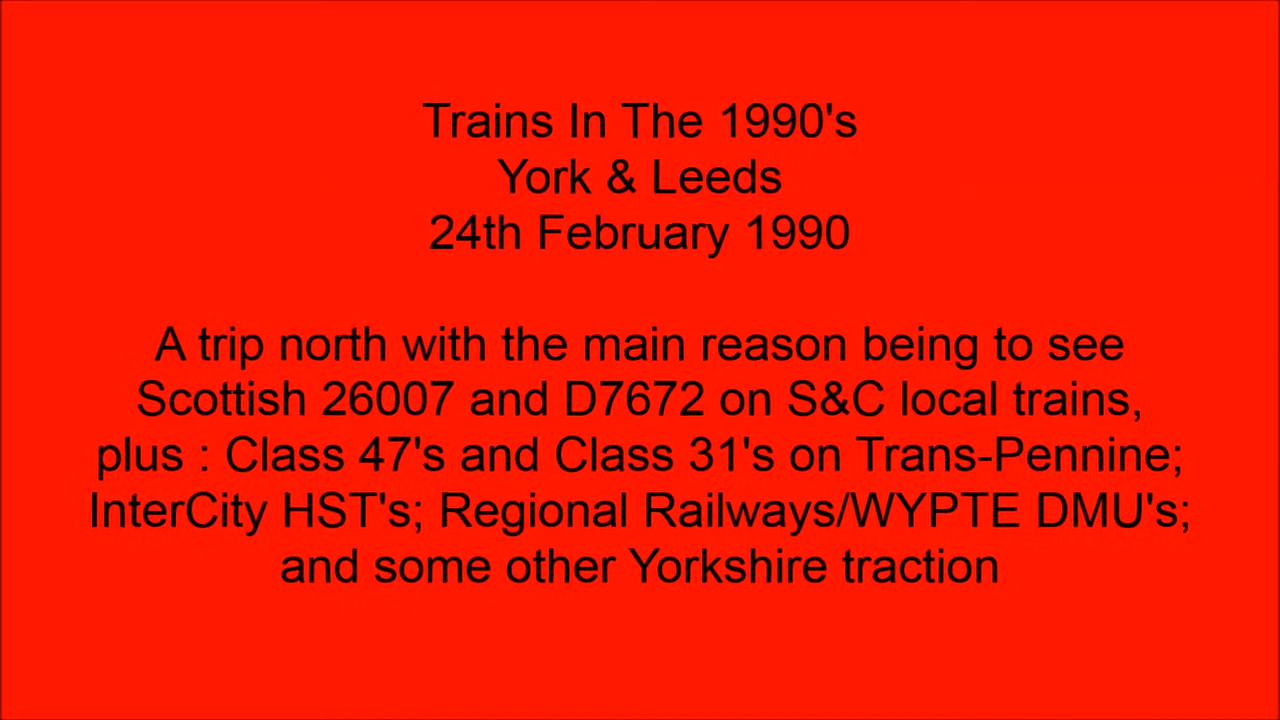 Trains In The 1990's
York & Leeds
24th February 1990
A trip north with the main reason being to see
Scottish 26007 and D7672 on S&C local trains,
plus : Class 47's and Class 31's on Trans-Pennine;
InterCity HST's; Regional Railways/WYPTE DMU's;
and some other Yorkshire traction